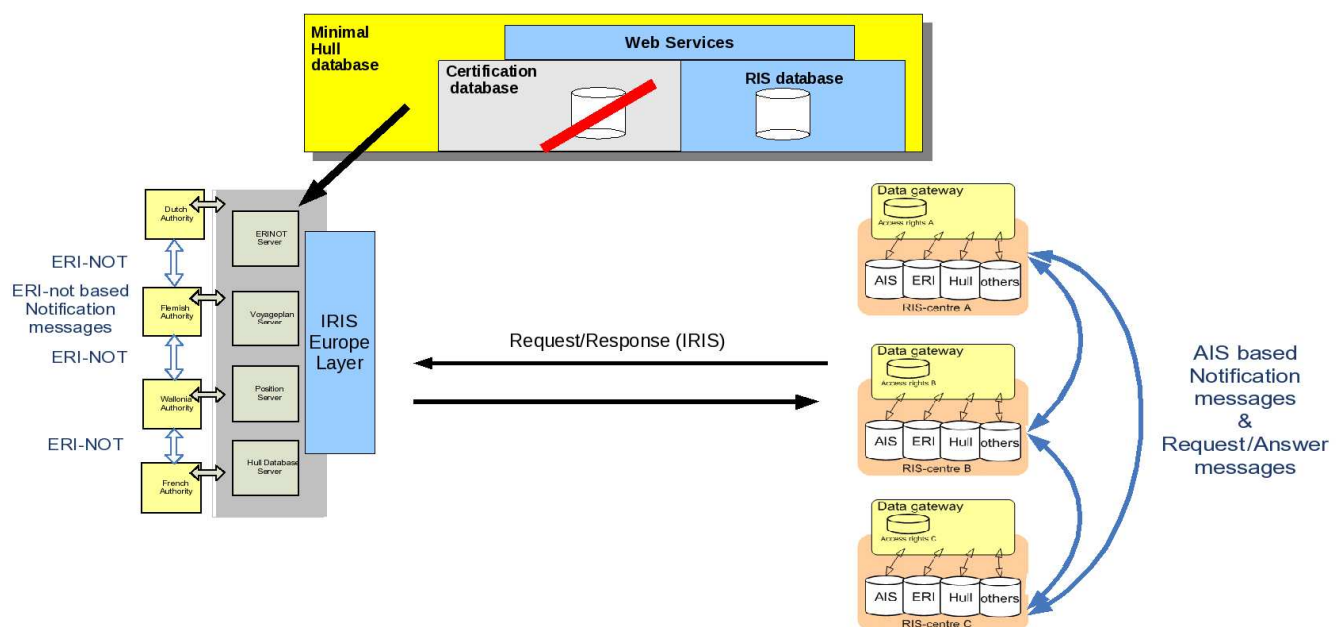 Minimal
Hull
database
Web Services
Certification
database
RIS database
Dutch
Authority
ERI-NOT
ERI-not based
Notification
messages
Flemish
Authority
ERI-NOT
Wallonia
Authority
ERI-NOT
French
Authority
ERINOT
Server
Voyageplan
Server
Position
Server
Hull Database
Server
IRIS
Europe
Layer
Request/Response (IRIS)
Data gateway
Access rights A
AIS
ERI
Hull
others
RIS-centre A
Data gateway
Access rights B
AIS
ERI
Hull
others
RIS-centre B
Data gateway
Access rights C
AIS
ERI
Hull
others
RIS-centre C
AIS based
Notification
messages
&
Request/Answer
messages